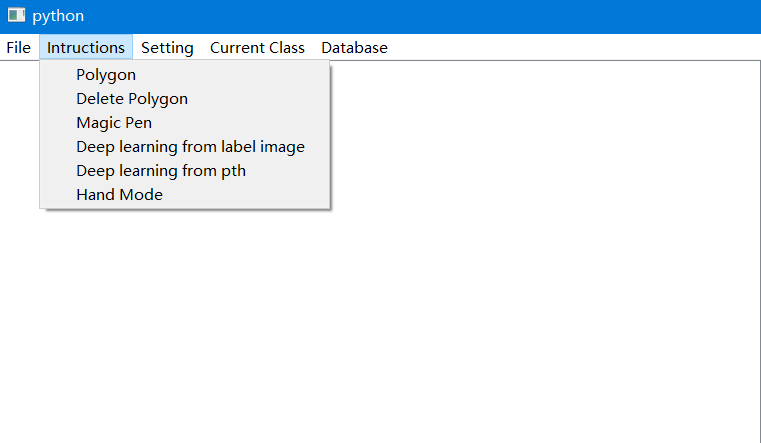 python
File Intructions Setting Current Class Database
Polygon
Delete Polygon
Magic Pen
Deep learning from label image
Deep learning from pth
Hand Mode